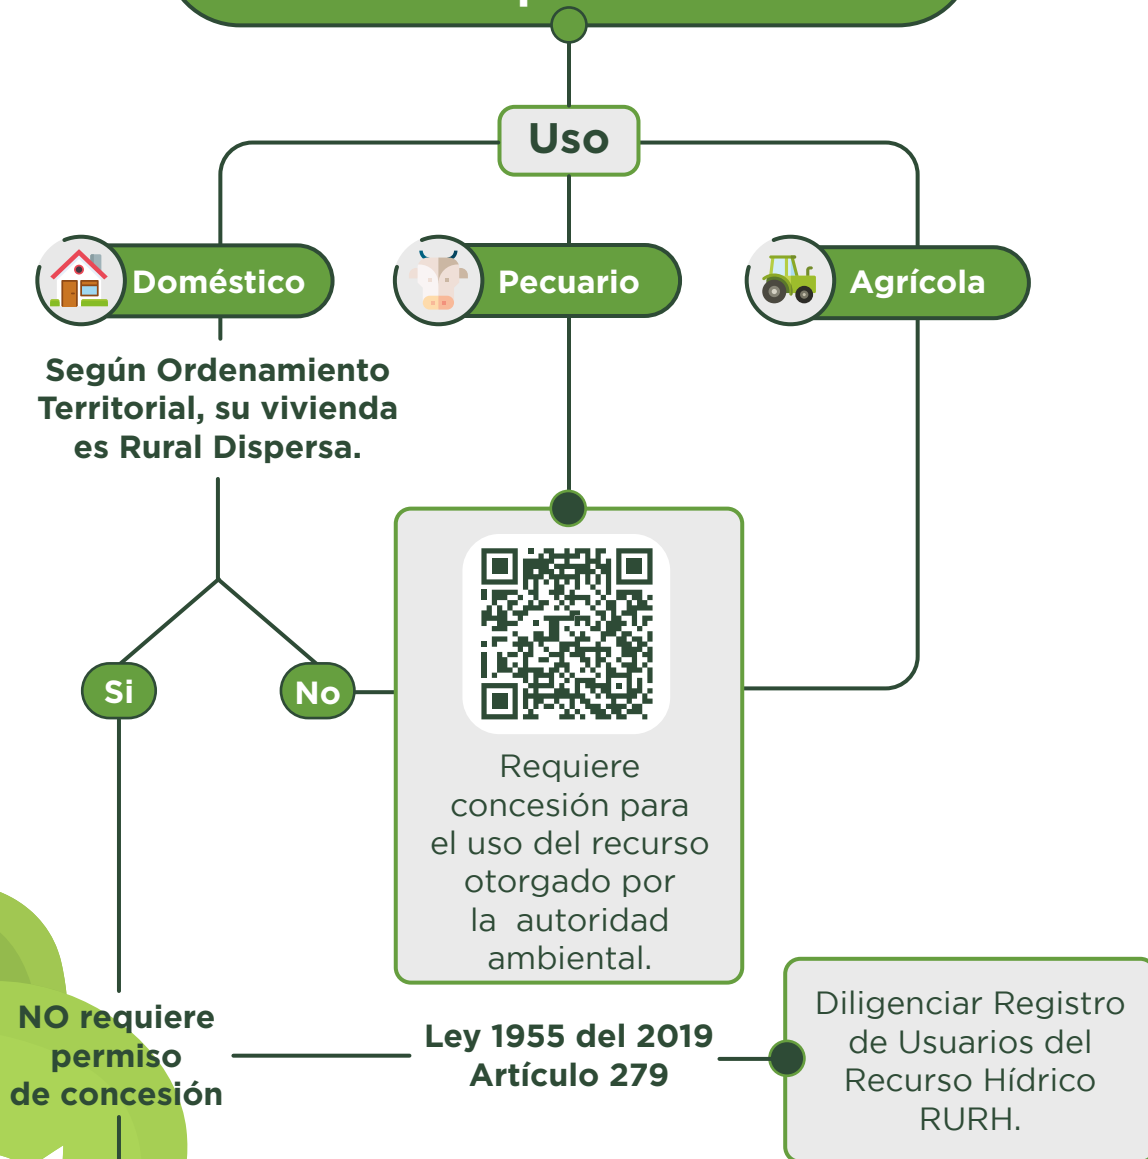 Uso
Doméstico
Pecuario
Agrícola
Según Ordenamiento
Territorial, su vivienda
es Rural Dispersa.
Si
No
Requiere
concesión para
el uso del recurso
otorgado por
la autoridad
ambiental.
NO requiere
permiso
de concesión
Ley 1955 del 2019
Artículo 279
Diligenciar Registro
de Usuarios del
Recurso Hídrico
RURH.